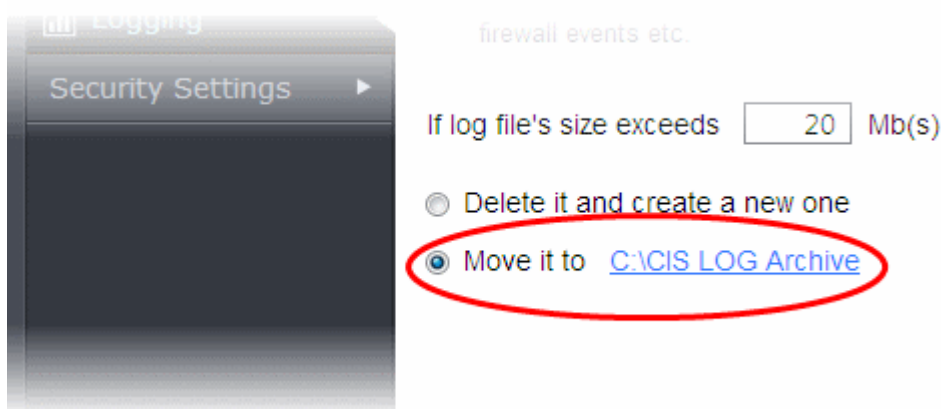 Logging
firewall events etc.
Security Settings
If log file's size exceeds 20 Mb(s)
Delete it and create a new one
Move it to C:\CIS LOG Archive